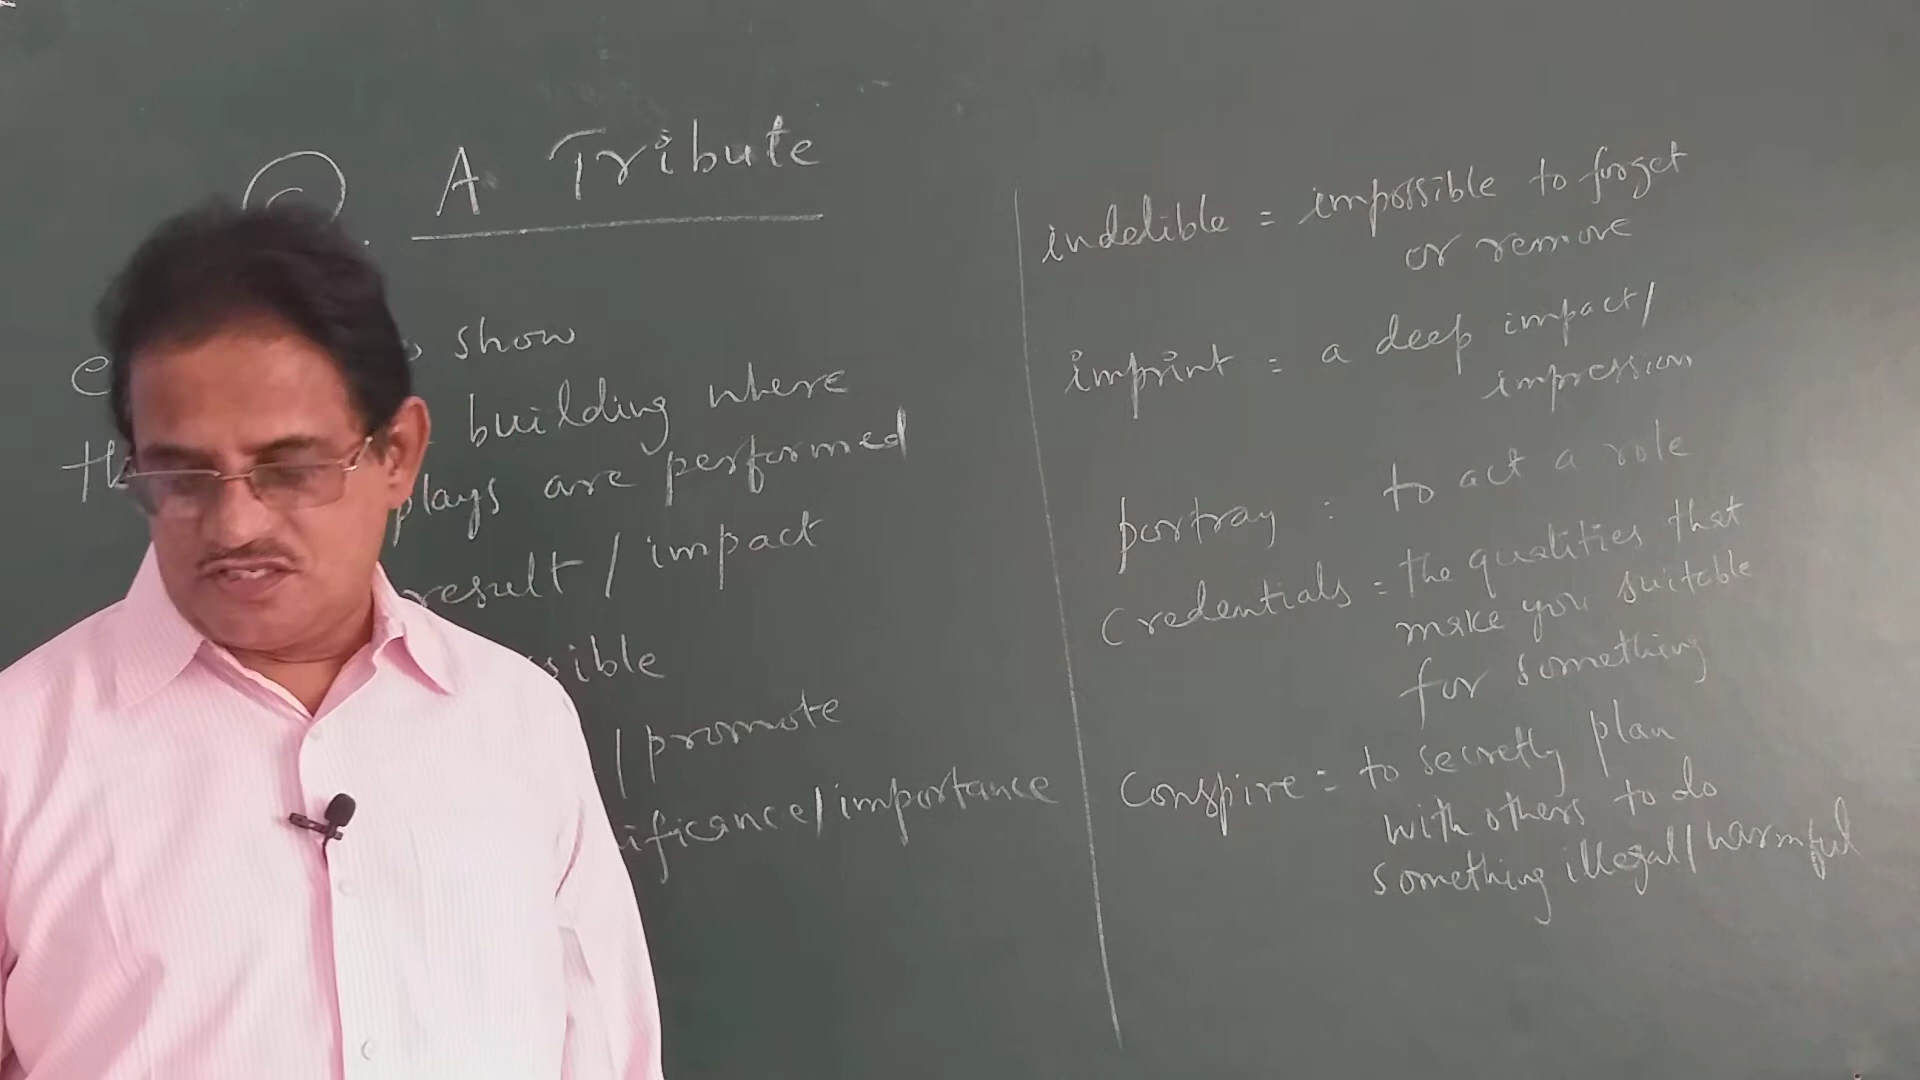 A Tribute
show
building where
plays are performed
result / impact
/ promote
importance
indelible = impossible to forget
or remove
imprint = a deep impact/
impression
portray : to act a role
Credentials = the qualities that
make you suitable
for something
Conspire = to secretly plan
with others to do
something illegal/harmful